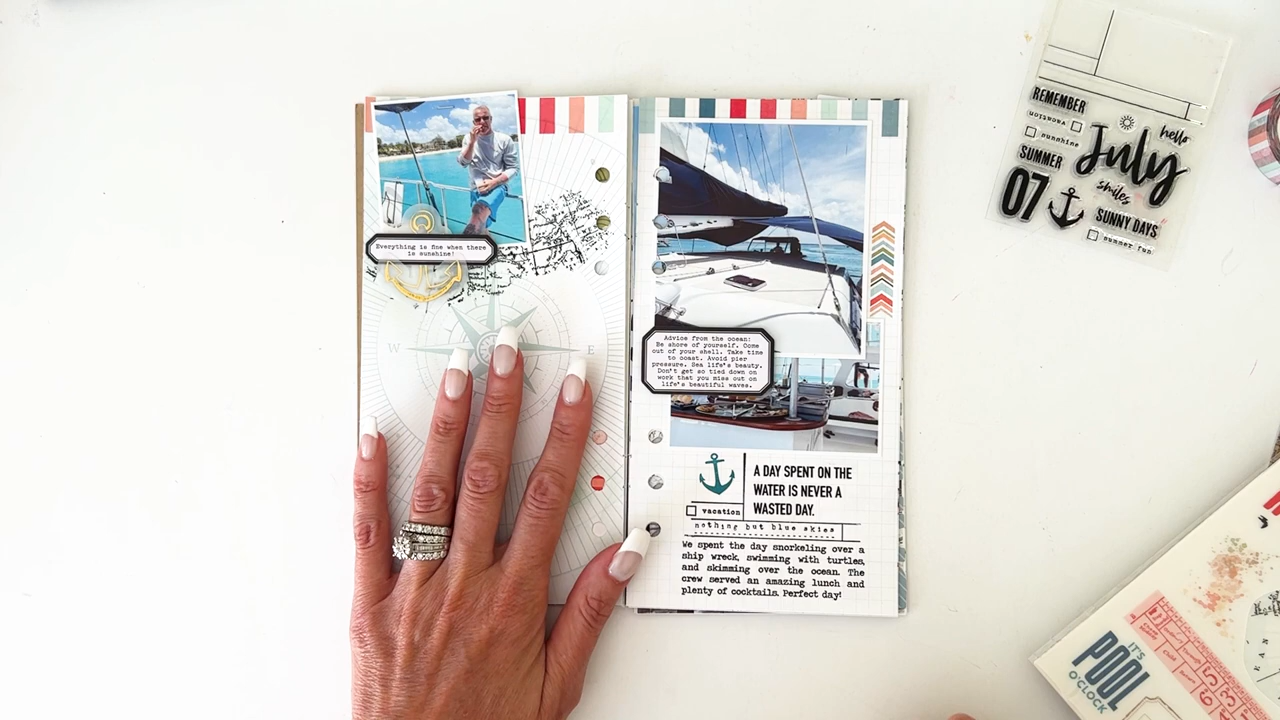 Everything is fine when there
is sunshine!
W
E
Advice from the ocean:
Be shore of yourself. Come
out of your shell. Take time
to coast. Avoid pier
pressure. Sea life's beauty.
Don't get so tied down on
work that you miss out on
life's beautiful waves.
A DAY SPENT ON THE
WATER IS NEVER A
WASTED DAY.
vacation
nothing but blue skies
We spent the day snorkeling over a
ship wreck, swimming with turtles,
and skimming over the ocean. The
crew served an amazing lunch and
plenty of cocktails. Perfect day!
REMEMBER
vacation
sunshine
hello
July
SUMMER
smiles
07
SUNNY DAYS
summer fun
IT'S
POOL
O'CLOCK